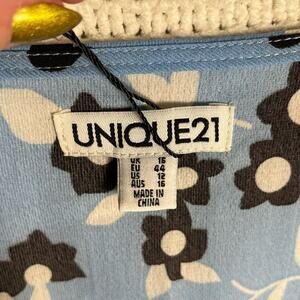 UNIQUE21
UK 16
EU 44
US 12
AUS 16
MADE IN
CHINA